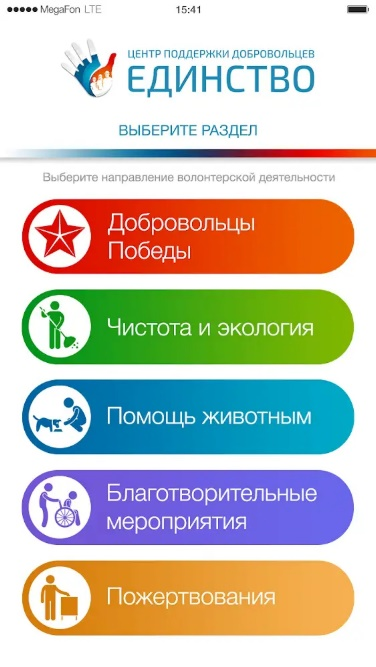 MegaFon LTE 15:41
ЦЕНТР ПОДДЕРЖКИ ДОБРОВОЛЬЦЕВ
ЕДИНСТВО
ВЫБЕРИТЕ РАЗДЕЛ
Выберите направление волонтерской деятельности
Добровольцы
Победы
Чистота и экология
Помощь животным
Благотворительные
мероприятия
Пожертвования